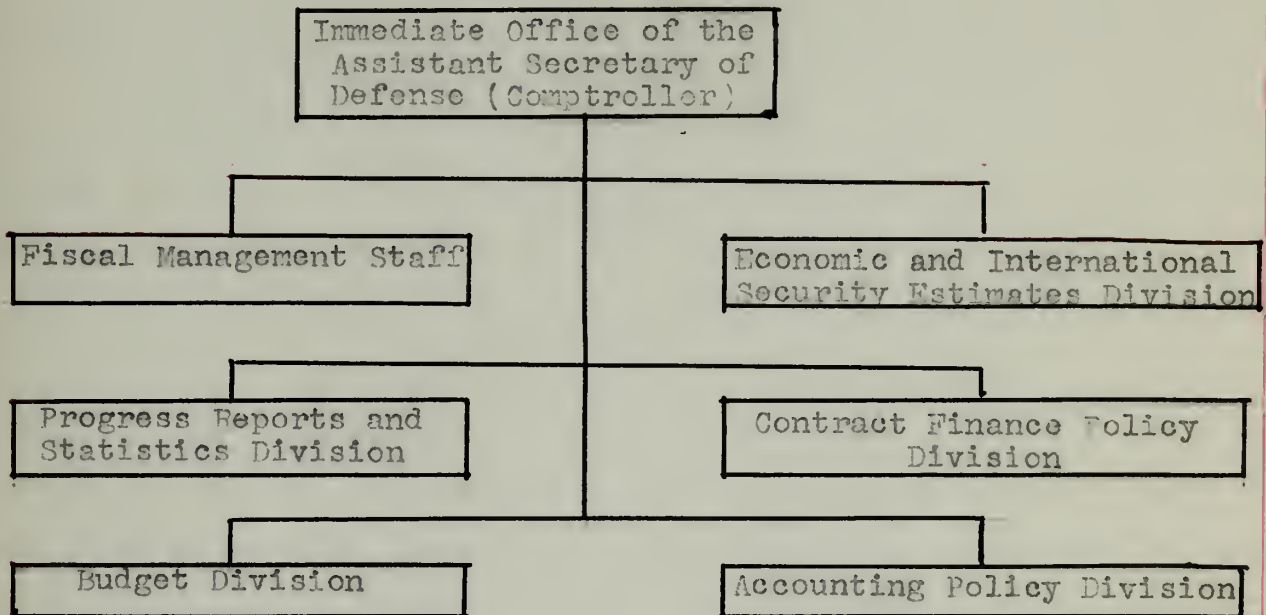 Immediate Office of the
Assistant Secretary of
Defense (Comptroller)
Fiscal Management Staff
Economic and International
Security Estimates Division
Progress Reports and
Statistics Division
Contract Finance Policy
Division
Budget Division
Accounting Policy Division